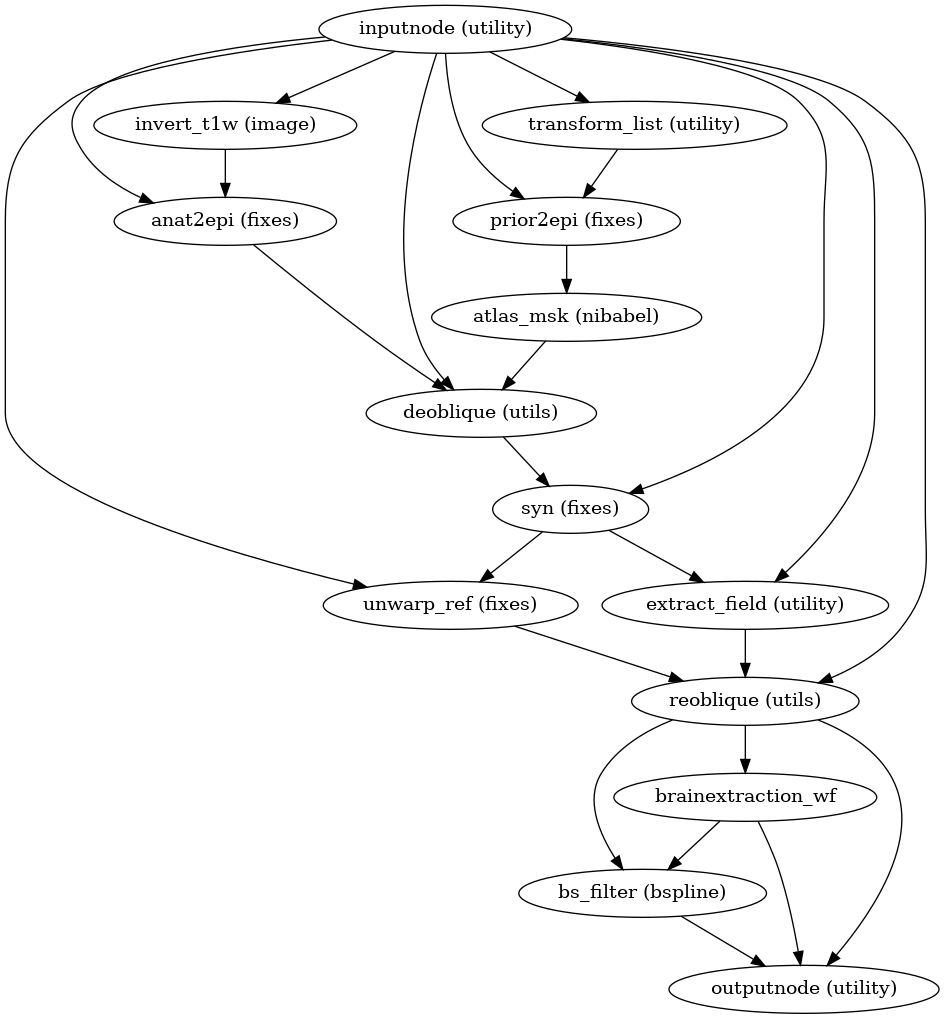 inputnode (utility)
invert_t1w (image)
transform_list (utility)
anat2epi (fixes)
prior2epi (fixes)
atlas_msk (nibabel)
deoblique (utils)
syn (fixes)
unwarp_ref (fixes)
extract_field (utility)
reoblique (utils)
brainextraction_wf
bs_filter (bspline)
outputnode (utility)